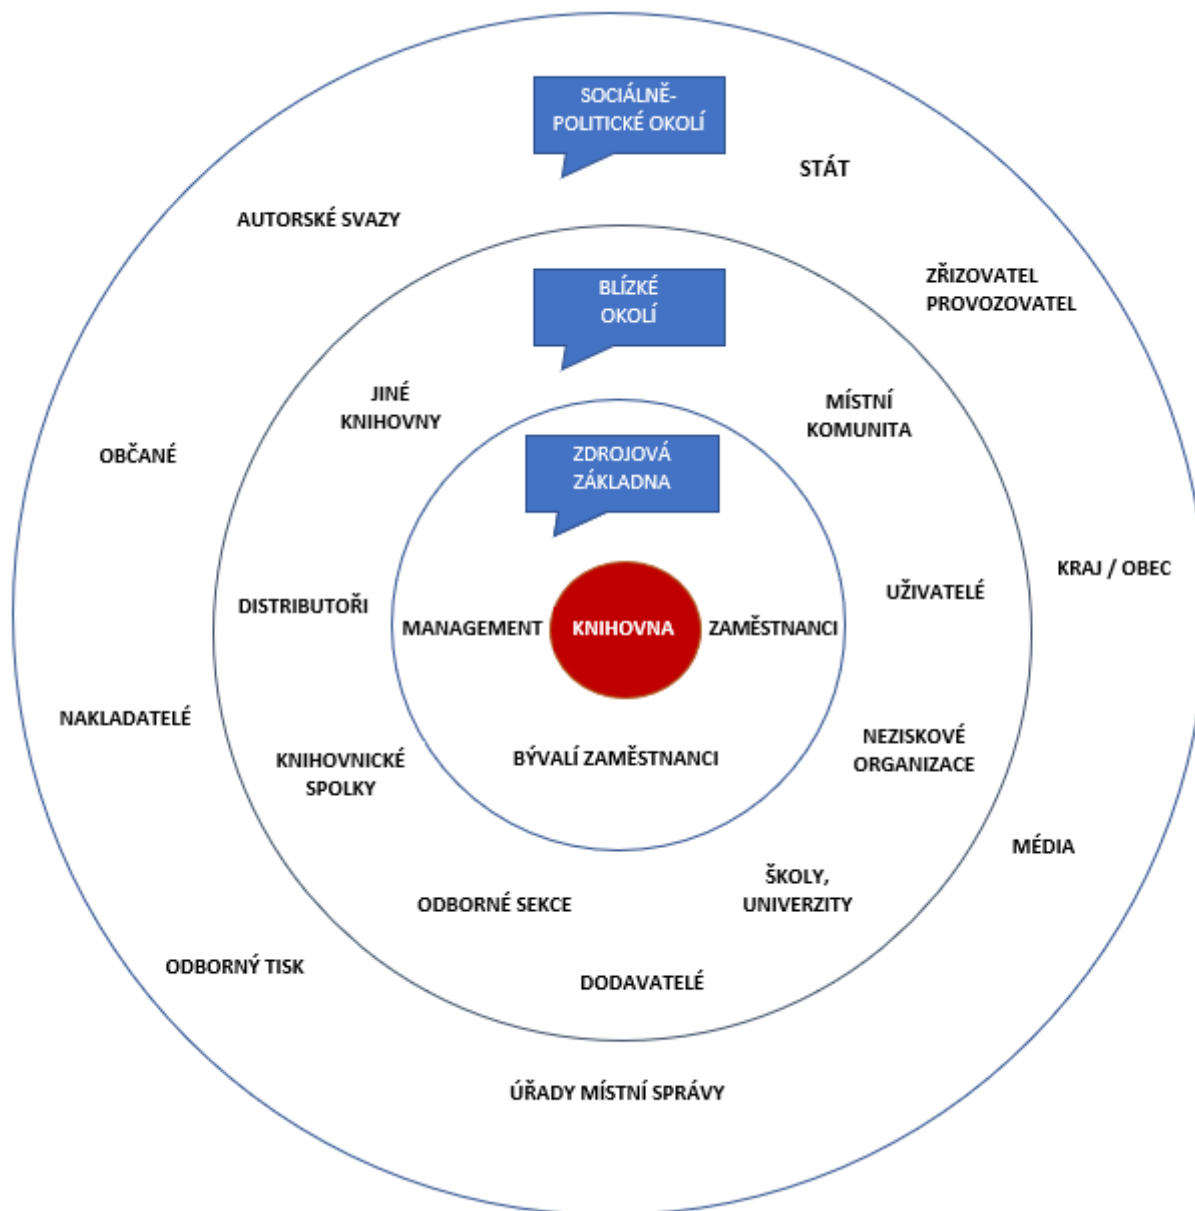 SOCIÁLNĚ-
POLITICKÉ OKOLÍ
STÁT
AUTORSKÉ SVAZY
ZŘIZOVATEL
PROVOZOVATEL
BLÍZKÉ
OKOLÍ
JINÉ
KNIHOVNY
MÍSTNÍ
KOMUNITA
OBČANÉ
ZDROJOVÁ
ZÁKLADNA
KRAJ / OBEC
UŽIVATELÉ
DISTRIBUTOŘI
MANAGEMENT
KNIHOVNA
ZAMĚSTNANCI
NAKLADATELÉ
NEZISKOVÉ
ORGANIZACE
KNIHOVNICKÉ
SPOLKY
BÝVALÍ ZAMĚSTNANCI
MÉDIA
ŠKOLY,
UNIVERZITY
ODBORNÉ SEKCE
ODBORNÝ TISK
DODAVATELÉ
ÚŘADY MÍSTNÍ SPRÁVY